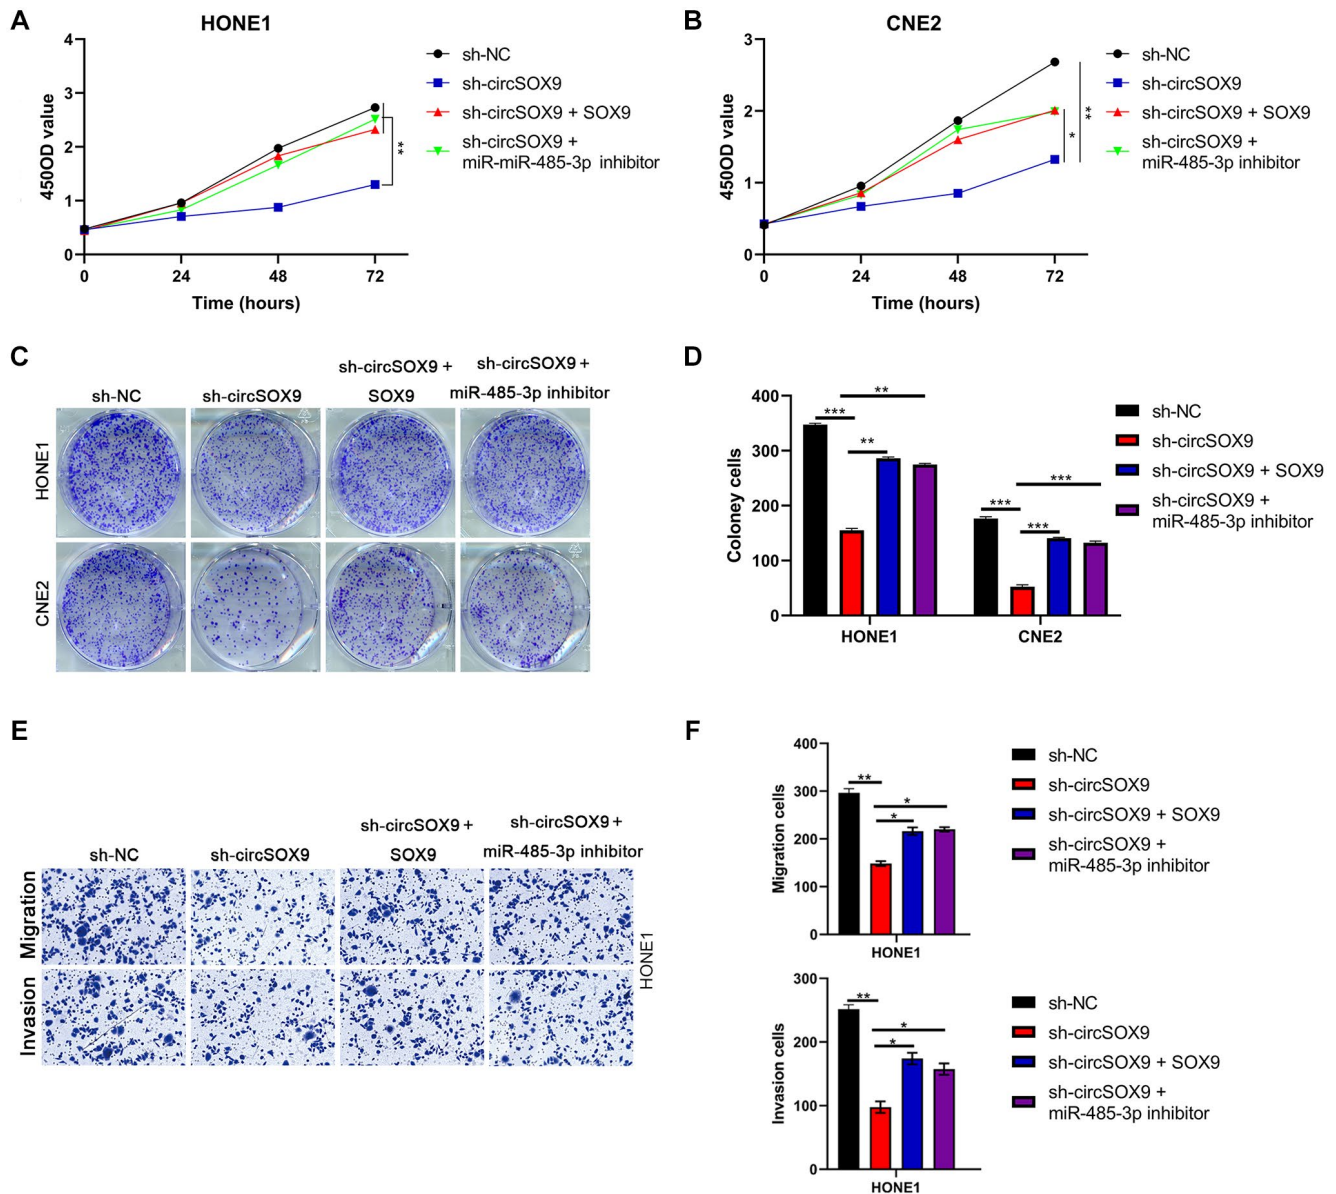 A
HONE1
4
3
2
1
0
450OD value
0 24 48 72
Time (hours)
**
sh-NC
sh-circSOX9
sh-circSOX9 + SOX9
sh-circSOX9 +
miR-miR-485-3p inhibitor
B
CNE2
3
2
1
0
450OD value
0 24 48 72
Time (hours)
*
**
sh-NC
sh-circSOX9
sh-circSOX9 + SOX9
sh-circSOX9 +
miR-485-3p inhibitor
C
sh-NC
sh-circSOX9
sh-circSOX9 +
SOX9
sh-circSOX9 +
miR-485-3p inhibitor
HONE1
CNE2
D
400
300
200
100
0
Coloney cells
***
**
**
***
***
***
HONE1 CNE2
sh-NC
sh-circSOX9
sh-circSOX9 + SOX9
sh-circSOX9 +
miR-485-3p inhibitor
E
sh-NC
sh-circSOX9
sh-circSOX9 +
SOX9
sh-circSOX9 +
miR-485-3p inhibitor
Migration
Invasion
HONE1
F
400
300
200
100
0
Migration cells
**
*
*
HONE1
sh-NC
sh-circSOX9
sh-circSOX9 + SOX9
sh-circSOX9 +
miR-485-3p inhibitor
300
200
100
0
Invasion cells
**
*
*
HONE1
sh-NC
sh-circSOX9
sh-circSOX9 + SOX9
sh-circSOX9 +
miR-485-3p inhibitor